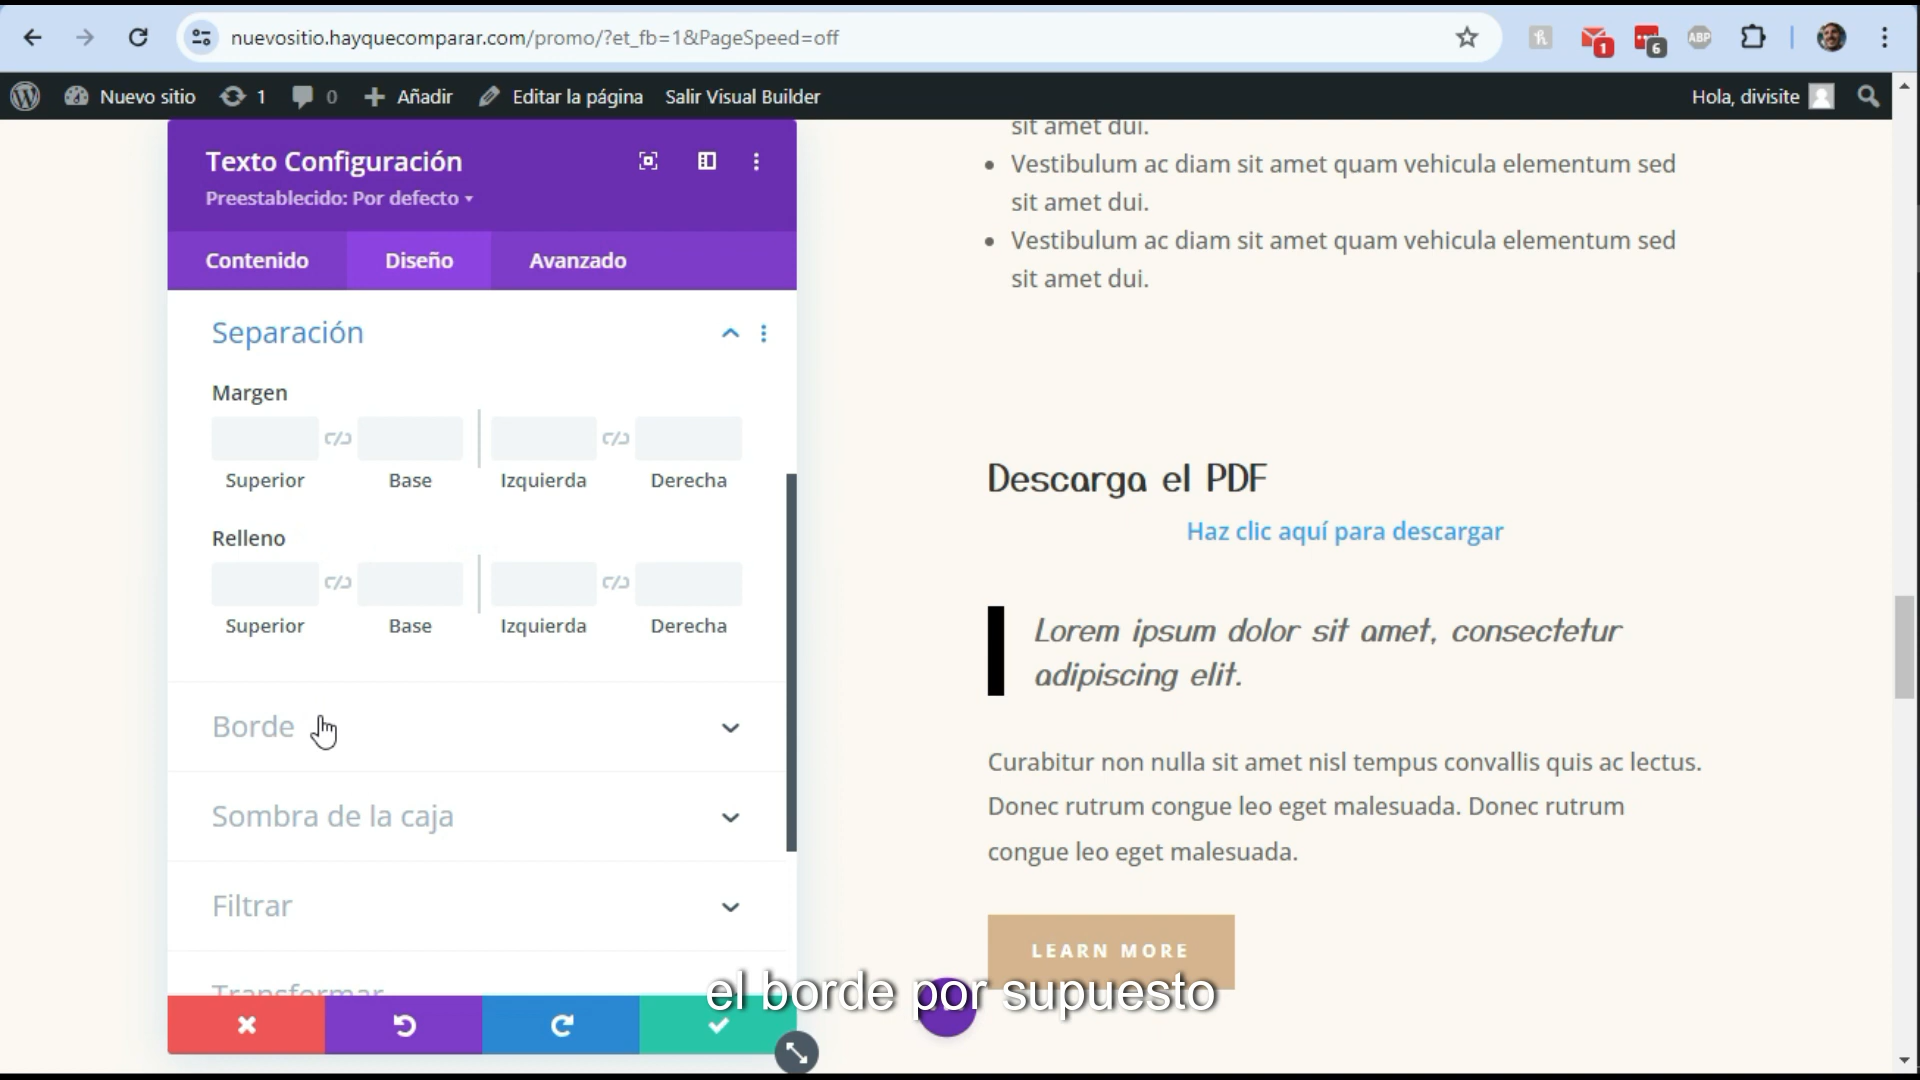 nuevositio.hayquecomparar.com/promo/?et_fb=1&PageSpeed=off
1
6
ABP
Nuevo sitio
1
0
Añadir
Editar la página
Salir Visual Builder
Hola, divisite
Texto Configuración
Preestablecido: Por defecto
Contenido
Diseño
Avanzado
Separación
Margen
Superior
Base
Izquierda
Derecha
Relleno
Superior
Base
Izquierda
Derecha
Borde
Sombra de la caja
Filtrar
Transformar
sit amet dui.
Vestibulum ac diam sit amet quam vehicula elementum sed
sit amet dui.
Vestibulum ac diam sit amet quam vehicula elementum sed
sit amet dui.
Descarga el PDF
Haz clic aquí para descargar
Lorem ipsum dolor sit amet, consectetur
adipiscing elit.
Curabitur non nulla sit amet nisl tempus convallis quis ac lectus.
Donec rutrum congue leo eget malesuada. Donec rutrum
congue leo eget malesuada.
LEARN MORE
el borde por supuesto